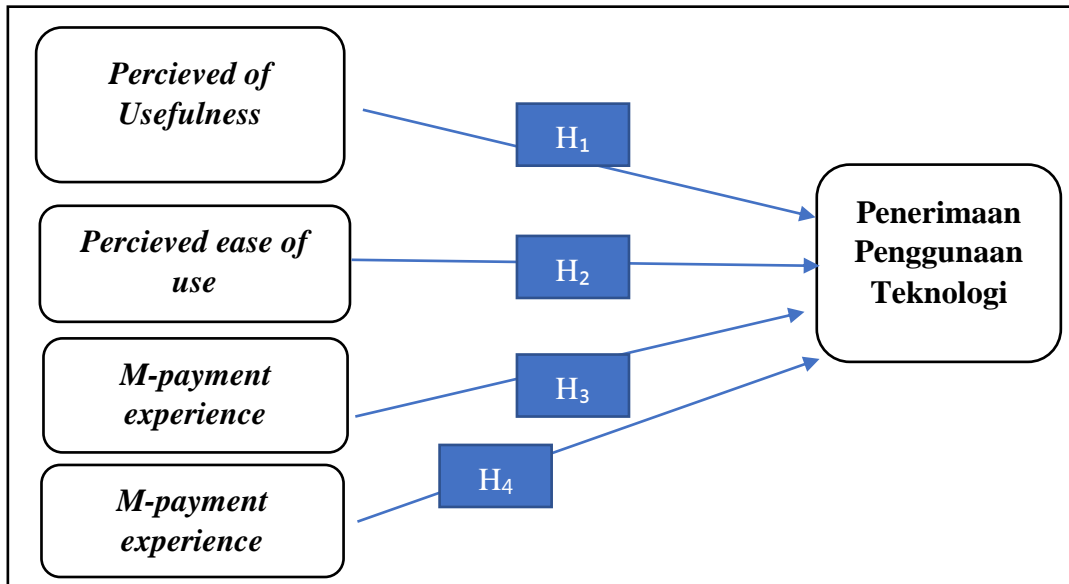 Percieved of
Usefulness
H1
Percieved ease of
use
H2
Penerimaan
Penggunaan
Teknologi
M-payment
experience
H3
M-payment
experience
H4